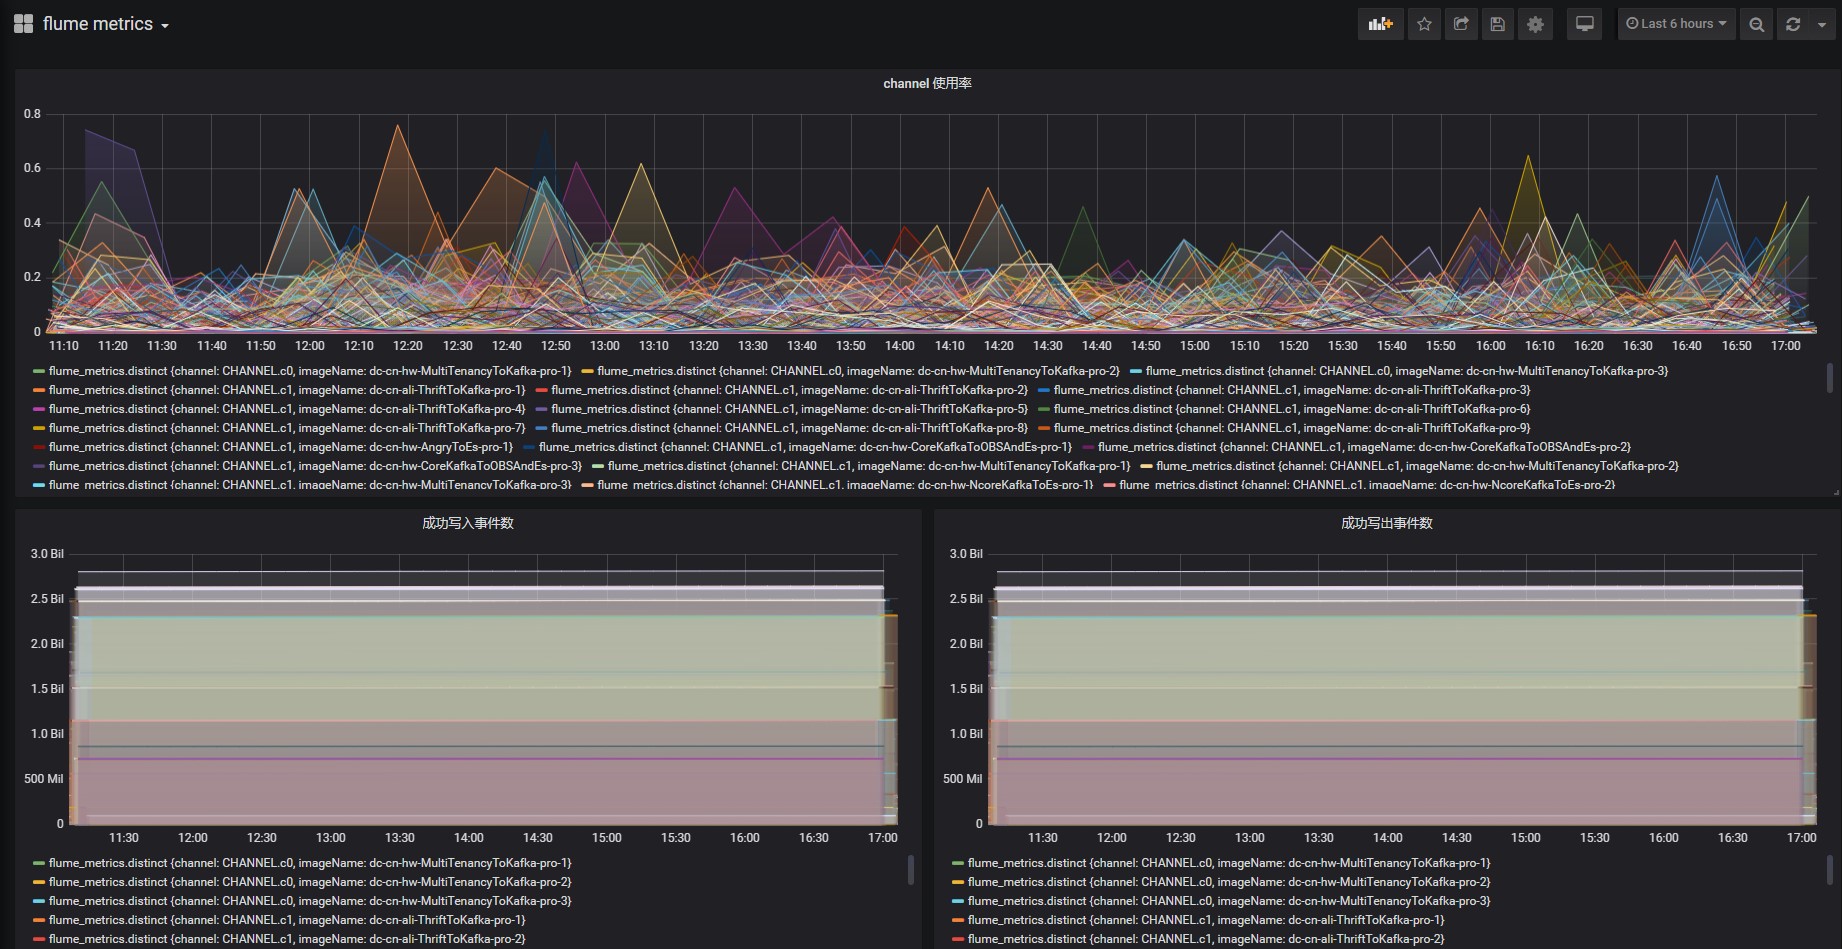 flume metrics
Last 6 hours
channel 使用率
0.8
0.6
0.4
0.2
0
11:10 11:20 11:30 11:40 11:50 12:00 12:10 12:20 12:30 12:40 12:50 13:00 13:10 13:20 13:30 13:40 13:50 14:00 14:10 14:20 14:30 14:40 14:50 15:00 15:10 15:20 15:30 15:40 15:50 16:00 16:10 16:20 16:30 16:40 16:50 17:00
flume_metrics.distinct {channel: CHANNEL.c0, imageName: dc-cn-hw-MultiTenancyToKafka-pro-1} flume_metrics.distinct {channel: CHANNEL.c0, imageName: dc-cn-hw-MultiTenancyToKafka-pro-2} flume_metrics.distinct {channel: CHANNEL.c0, imageName: dc-cn-hw-MultiTenancyToKafka-pro-3}
flume_metrics.distinct {channel: CHANNEL.c1, imageName: dc-cn-ali-ThriftToKafka-pro-1} flume_metrics.distinct {channel: CHANNEL.c1, imageName: dc-cn-ali-ThriftToKafka-pro-2} flume_metrics.distinct {channel: CHANNEL.c1, imageName: dc-cn-ali-ThriftToKafka-pro-3}
flume_metrics.distinct {channel: CHANNEL.c1, imageName: dc-cn-ali-ThriftToKafka-pro-4} flume_metrics.distinct {channel: CHANNEL.c1, imageName: dc-cn-ali-ThriftToKafka-pro-5} flume_metrics.distinct {channel: CHANNEL.c1, imageName: dc-cn-ali-ThriftToKafka-pro-6}
flume_metrics.distinct {channel: CHANNEL.c1, imageName: dc-cn-ali-ThriftToKafka-pro-7} flume_metrics.distinct {channel: CHANNEL.c1, imageName: dc-cn-ali-ThriftToKafka-pro-8} flume_metrics.distinct {channel: CHANNEL.c1, imageName: dc-cn-ali-ThriftToKafka-pro-9}
flume_metrics.distinct {channel: CHANNEL.c1, imageName: dc-cn-hw-AngryToEs-pro-1} flume_metrics.distinct {channel: CHANNEL.c1, imageName: dc-cn-hw-CoreKafkaToOBSAndEs-pro-1} flume_metrics.distinct {channel: CHANNEL.c1, imageName: dc-cn-hw-CoreKafkaToOBSAndEs-pro-2}
flume_metrics.distinct {channel: CHANNEL.c1, imageName: dc-cn-hw-CoreKafkaToOBSAndEs-pro-3} flume_metrics.distinct {channel: CHANNEL.c1, imageName: dc-cn-hw-MultiTenancyToKafka-pro-1} flume_metrics.distinct {channel: CHANNEL.c1, imageName: dc-cn-hw-MultiTenancyToKafka-pro-2}
flume_metrics.distinct {channel: CHANNEL.c1, imageName: dc-cn-hw-MultiTenancyToKafka-pro-3} flume_metrics.distinct {channel: CHANNEL.c1, imageName: dc-cn-hw-NcoreKafkaToEs-pro-1} flume_metrics.distinct {channel: CHANNEL.c1, imageName: dc-cn-hw-NcoreKafkaToEs-pro-2}
成功写入事件数
3.0 Bil
2.5 Bil
2.0 Bil
1.5 Bil
1.0 Bil
500 Mil
0
11:30 12:00 12:30 13:00 13:30 14:00 14:30 15:00 15:30 16:00 16:30 17:00
flume_metrics.distinct {channel: CHANNEL.c0, imageName: dc-cn-hw-MultiTenancyToKafka-pro-1}
flume_metrics.distinct {channel: CHANNEL.c0, imageName: dc-cn-hw-MultiTenancyToKafka-pro-2}
flume_metrics.distinct {channel: CHANNEL.c0, imageName: dc-cn-hw-MultiTenancyToKafka-pro-3}
flume_metrics.distinct {channel: CHANNEL.c1, imageName: dc-cn-ali-ThriftToKafka-pro-1}
flume_metrics.distinct {channel: CHANNEL.c1, imageName: dc-cn-ali-ThriftToKafka-pro-2}
成功写出事件数
3.0 Bil
2.5 Bil
2.0 Bil
1.5 Bil
1.0 Bil
500 Mil
0
11:30 12:00 12:30 13:00 13:30 14:00 14:30 15:00 15:30 16:00 16:30 17:00
flume_metrics.distinct {channel: CHANNEL.c0, imageName: dc-cn-hw-MultiTenancyToKafka-pro-1}
flume_metrics.distinct {channel: CHANNEL.c0, imageName: dc-cn-hw-MultiTenancyToKafka-pro-2}
flume_metrics.distinct {channel: CHANNEL.c0, imageName: dc-cn-hw-MultiTenancyToKafka-pro-3}
flume_metrics.distinct {channel: CHANNEL.c1, imageName: dc-cn-ali-ThriftToKafka-pro-1}
flume_metrics.distinct {channel: CHANNEL.c1, imageName: dc-cn-ali-ThriftToKafka-pro-2}